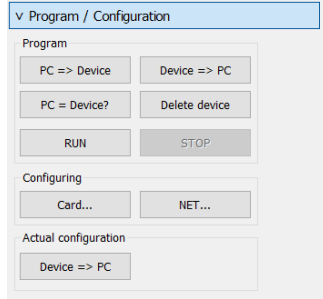 v Program / Configuration
Program
PC => Device Device => PC
PC = Device? Delete device
RUN STOP
Configuring
Card... NET...
Actual configuration
Device => PC